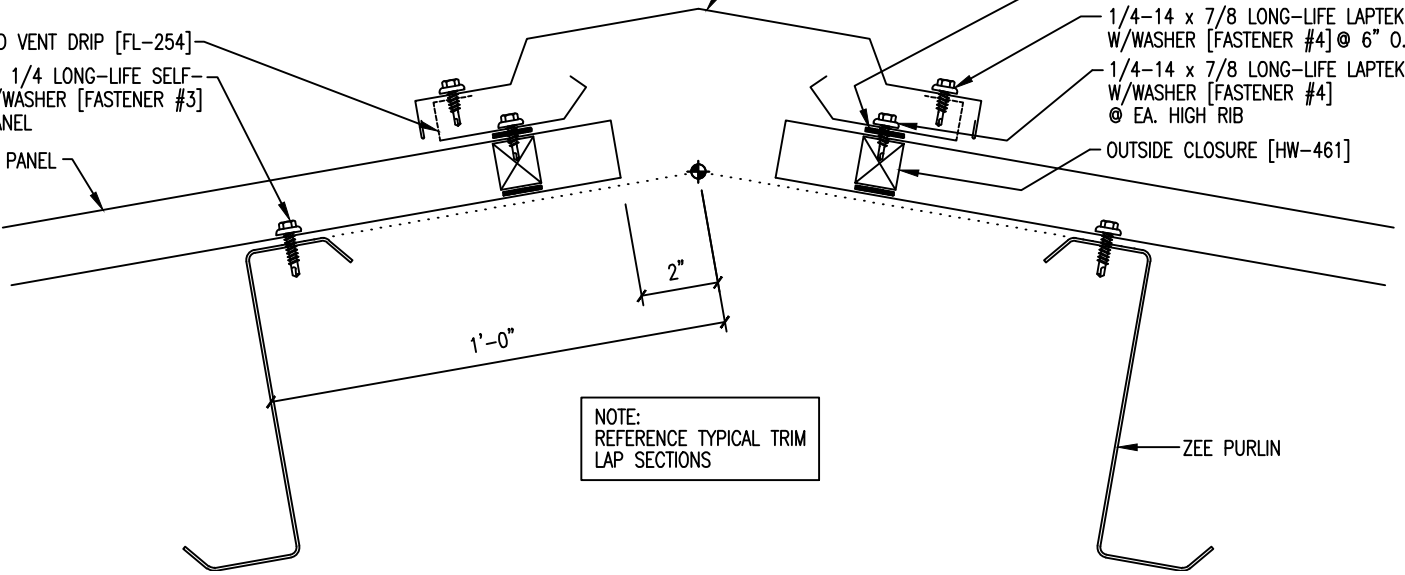 VENT DRIP [FL-254]
1/4 LONG-LIFE SELF-
W/WASHER [FASTENER #3]
PANEL
1/4-14 x 7/8 LONG-LIFE LAPTEK
W/WASHER [FASTENER #4] @ 6" O.
1/4-14 x 7/8 LONG-LIFE LAPTEK
W/WASHER [FASTENER #4]
@ EA. HIGH RIB
OUTSIDE CLOSURE [HW-461]
2"
1'-0"
NOTE:
REFERENCE TYPICAL TRIM
LAP SECTIONS
ZEE PURLIN